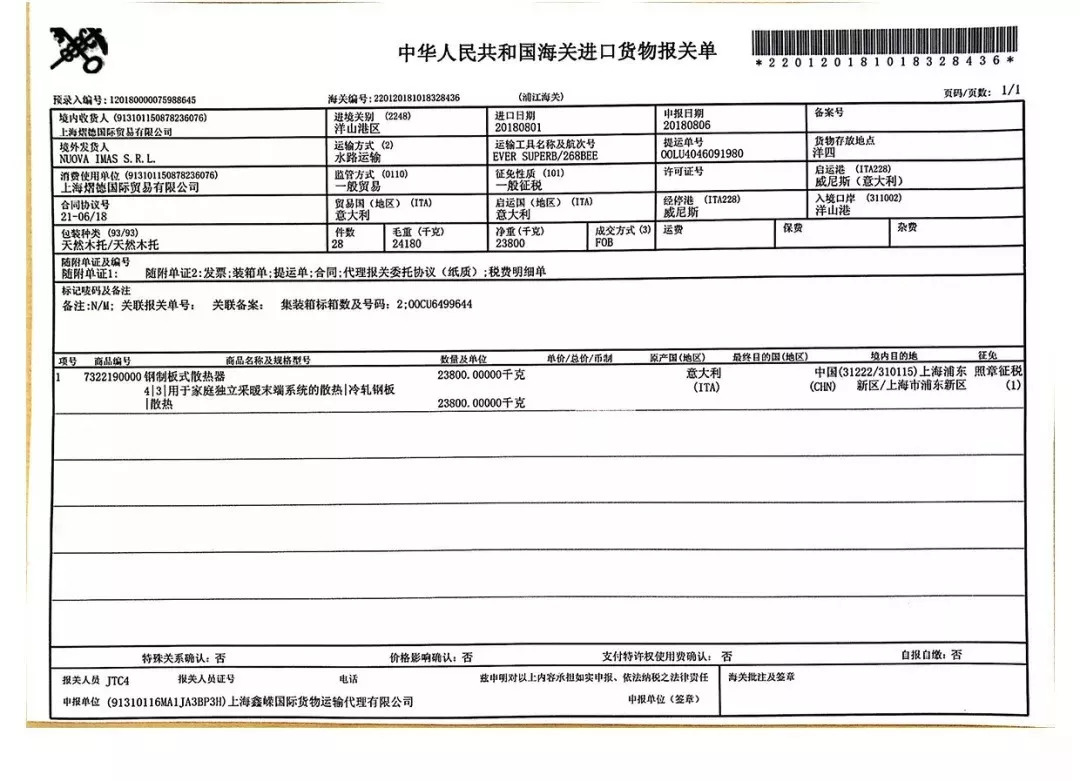 中华人民共和国海关进口货物报关单
*220120181018328436*
预录入编号:120180000075988645 海关编号:220120181018328436 (浦江海关) 页码/页数: 1/1
境内收货人 (91310115087823​6076) 进境关别 (2248) 进口日期 申报日期 备案号
上海熠德国际贸易有限公司 洋山港区 20180801 20180806
境外发货人 运输方式 (2) 运输工具名称及航次号 提运单号 货物存放地点
NUOVA IMAS S.R.L. 水路运输 EVER SUPERB/268BEE OOLU4046091980 洋四
消费使用单位 (913101150878236076) 监管方式 (0110) 征免性质 (101) 许可证号 启运港 (ITA228)
上海熠德国际贸易有限公司 一般贸易 一般征税 威尼斯(意大利)
合同协议号 贸易国(地区) (ITA) 启运国(地区) (ITA) 经停港 (ITA228) 入境口岸 (311002)
21-06/18 意大利 意大利 威尼斯 洋山港
包装种类 (93/93) 件数 毛重(千克) 净重(千克) 成交方式(3) 运费 保费 杂费
天然木托/天然木托 28 24180 23800 FOB
随附单证及编号
随附单证1: 随附单证2:发票;装箱单;提运单;合同;代理报关委托协议(纸质);税费明细单
标记唛码及备注
备注:N/M; 关联报关单号: 关联备案: 集装箱标箱数及号码: 2;OOCU6499644
项号 商品编号 商品名称及规格型号 数量及单位 单价/总价/币制 原产国(地区) 最终目的国(地区) 境内目的地 征免
1 7322190000 钢制板式散热器 23800.00000千克 意大利 中国(31222/310115)上海浦东 照章征税
4|3|用于家庭独立采暖末端系统的散热|冷轧钢板 (ITA) (CHN) 新区/上海市浦东新区 (1)
|散热 23800.00000千克
特殊关系确认: 否 价格影响确认: 否 支付特许权使用费确认: 否 自报自缴: 否
报关人员 JTC4 报关人员证号 电话 兹申明对以上内容承担如实申报、依法纳税之法律责任 海关批注及签章
申报单位 (91310116MA1JA3BP3H)上海鑫嵘国际货物运输代理有限公司 申报单位(签章)